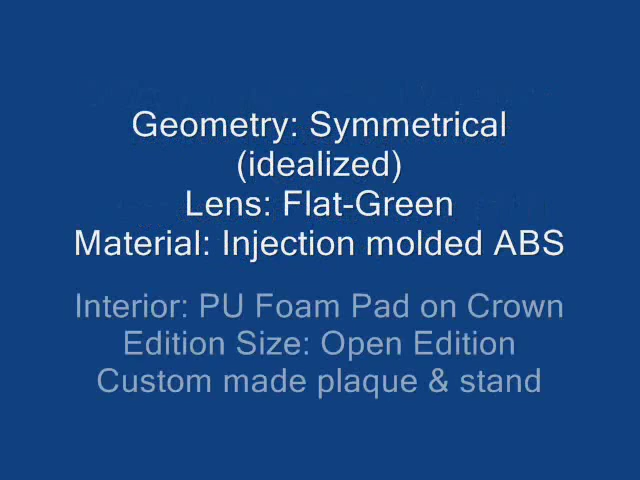 Geometry: Symmetrical
(idealized)
Lens: Flat-Green
Material: Injection molded ABS
Interior: PU Foam Pad on Crown
Edition Size: Open Edition
Custom made plaque & stand